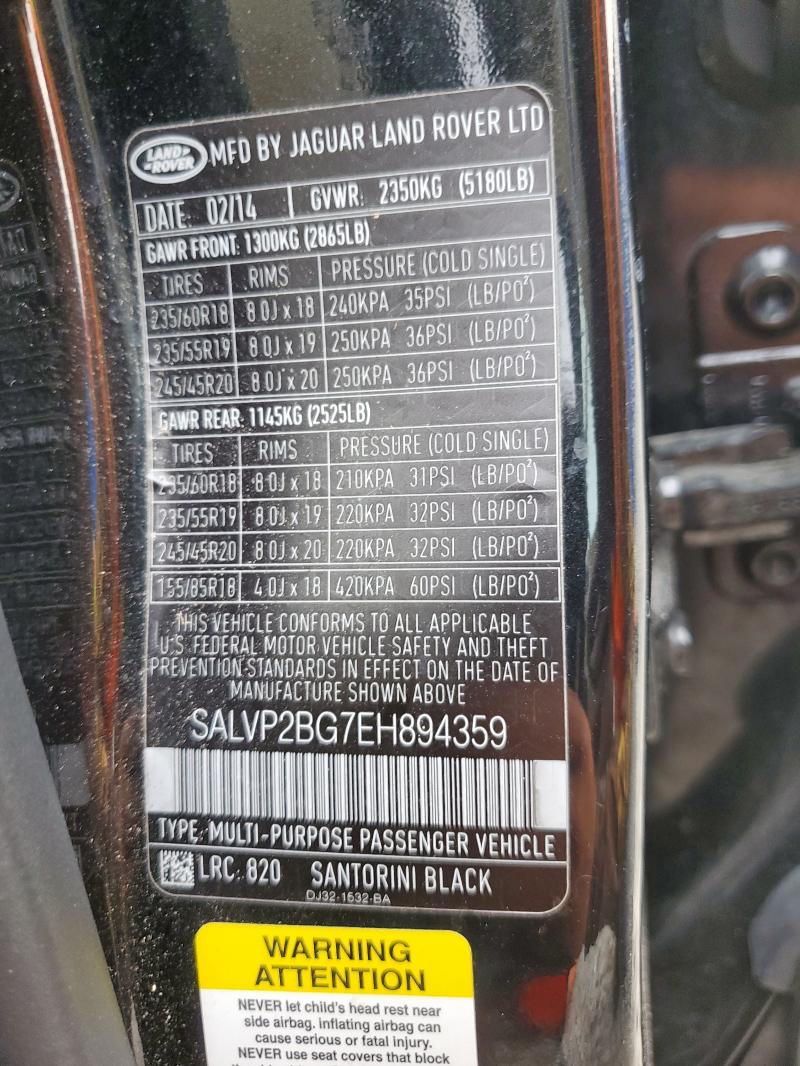 LAND ROVER MFD BY JAGUAR LAND ROVER LTD
DATE: 02/14 GVWR: 2350KG (5180LB)
GAWR FRONT: 1300KG (2865LB)
TIRES RIMS PRESSURE (COLD SINGLE)
235/60R18 8.0J x 18 240KPA 35PSI (LB/PO²)
235/55R19 8.0J x 19 250KPA 36PSI (LB/PO²)
245/45R20 8.0J x 20 250KPA 36PSI (LB/PO²)
GAWR REAR: 1145KG (2525LB)
TIRES RIMS PRESSURE (COLD SINGLE)
235/60R18 8.0J x 18 210KPA 31PSI (LB/PO²)
235/55R19 8.0J x 19 220KPA 32PSI (LB/PO²)
245/45R20 8.0J x 20 220KPA 32PSI (LB/PO²)
155/85R18 4.0J x 18 420KPA 60PSI (LB/PO²)
THIS VEHICLE CONFORMS TO ALL APPLICABLE
U.S. FEDERAL MOTOR VEHICLE SAFETY AND THEFT
PREVENTION STANDARDS IN EFFECT ON THE DATE OF
MANUFACTURE SHOWN ABOVE
SALVP2BG7EH894359
TYPE: MULTI-PURPOSE PASSENGER VEHICLE
LRC: 820 SANTORINI BLACK
DJ32-1532-BA
WARNING
ATTENTION
NEVER let child's head rest near
side airbag. inflating airbag can
cause serious or fatal injury.
NEVER use seat covers that block